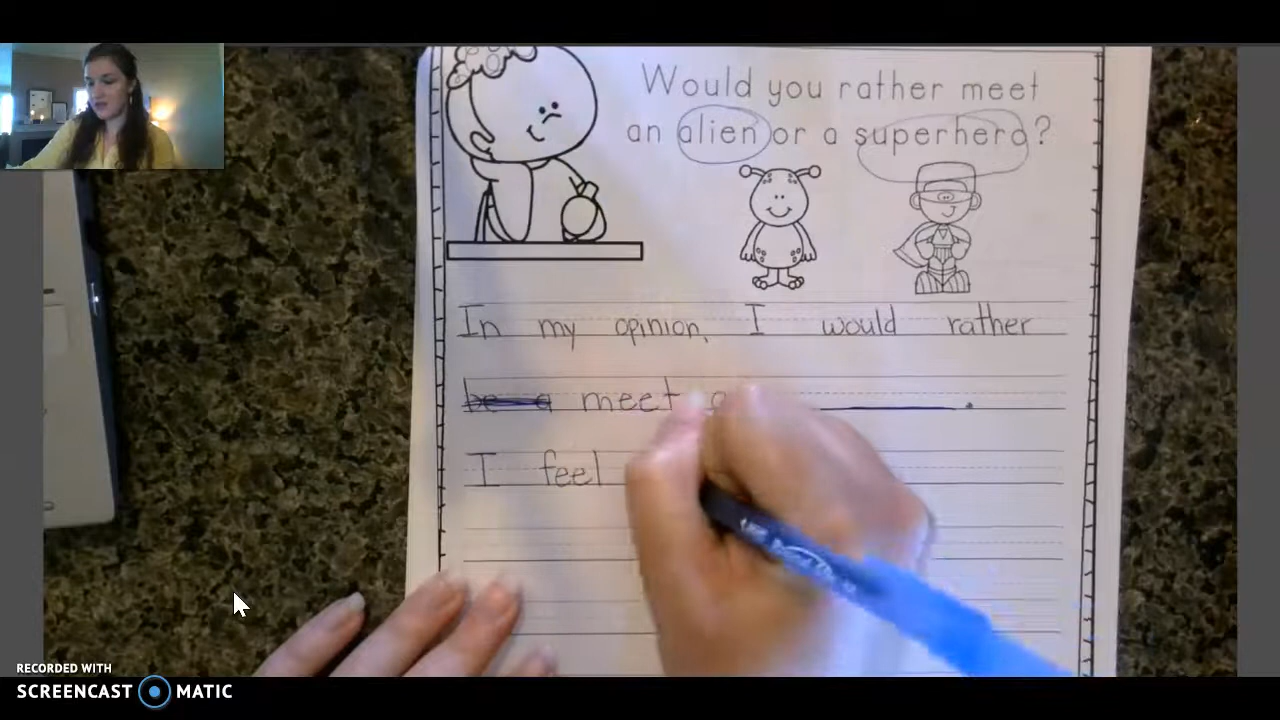 Would you rather meet
an alien or a superhero?
In my opinion, I would rather
be a meet a
I feel
RECORDED WITH
SCREENCAST MATIC